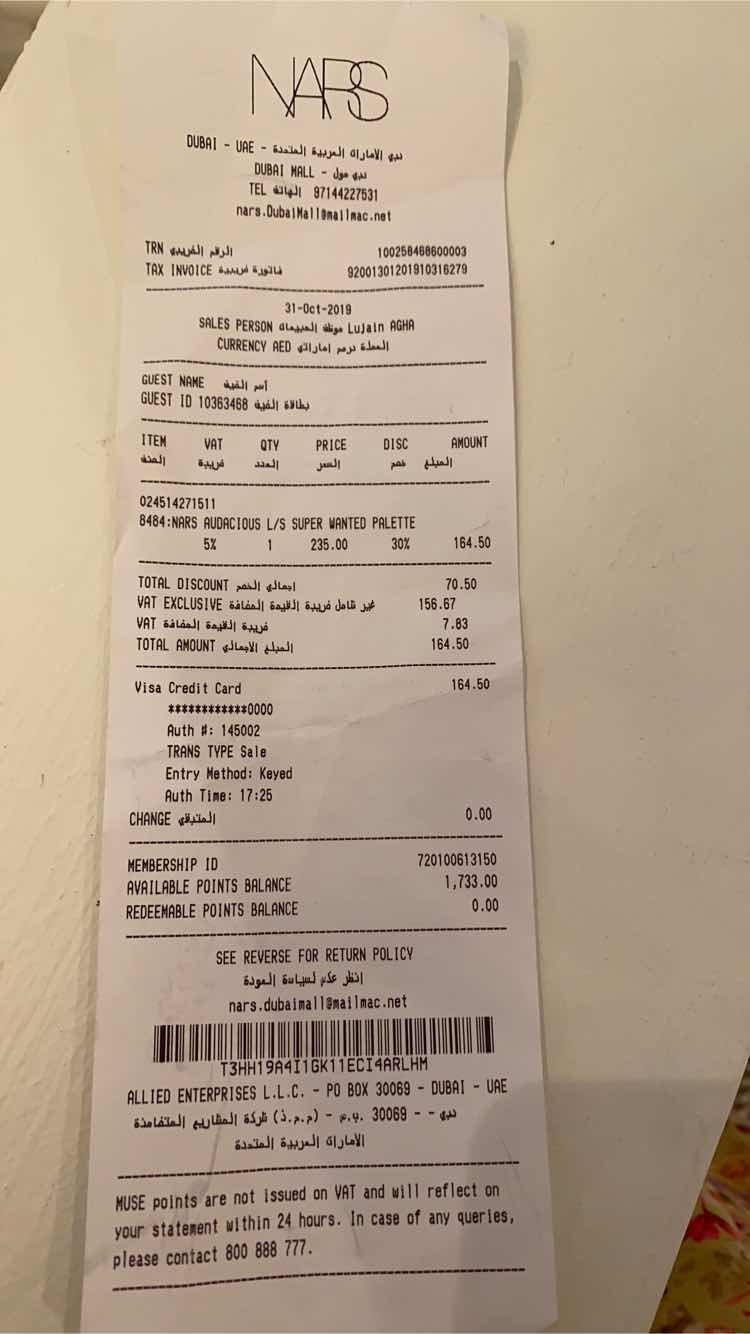 NARS
DUBAI - UAE - دبي الامارات العربية المتحدة
DUBAI MALL - دبي مول
TEL الهاتف 97144227531
nars.DubaiMall@mailmac.net
TRN الرقم الضريبي 100258468600003
TAX INVOICE فاتورة ضريبية 92001301201910316279
31-Oct-2019
SALES PERSON موظف المبيعات Lujain AGHA
CURRENCY AED العملة درهم إماراتي
GUEST NAME اسم الضيف
GUEST ID 10363468 بطاقة الضيف
ITEM VAT QTY PRICE DISC AMOUNT
الصنف ضريبة العدد السعر خصم المبلغ
024514271511
8484:NARS AUDACIOUS L/S SUPER WANTED PALETTE
5% 1 235.00 30% 164.50
TOTAL DISCOUNT اجمالي الخصم 70.50
VAT EXCLUSIVE غير شامل ضريبة القيمة المضافة 156.67
VAT ضريبة القيمة المضافة 7.83
TOTAL AMOUNT المبلغ الاجمالي 164.50
Visa Credit Card 164.50
************0000
Auth #: 145002
TRANS TYPE Sale
Entry Method: Keyed
Auth Time: 17:25
CHANGE المتبقي 0.00
MEMBERSHIP ID 720100613150
AVAILABLE POINTS BALANCE 1,733.00
REDEEMABLE POINTS BALANCE 0.00
SEE REVERSE FOR RETURN POLICY
انظر لسياسة العودة
nars.dubaimall@mailmac.net
T3HH19A4I1GK11ECI4ARLHM
ALLIED ENTERPRISES L.L.C. - PO BOX 30069 - DUBAI - UAE
شركة المشاريع المتضامنة (ذ.م.م) - ص.ب. 30069 - - دبي
الامارات العربية المتحدة
MUSE points are not issued on VAT and will reflect on
your statement within 24 hours. In case of any queries,
please contact 800 888 777.